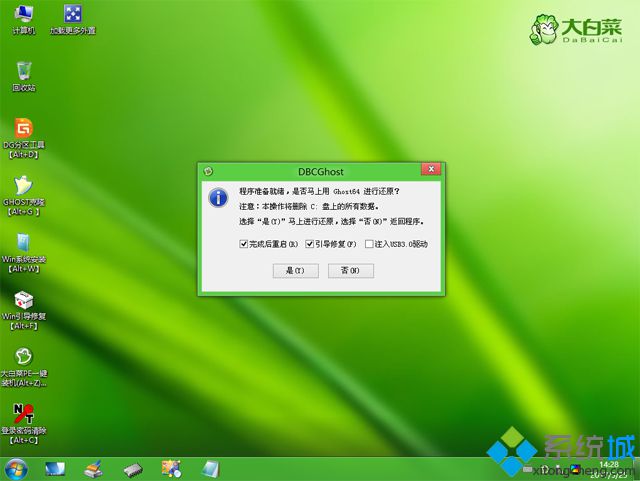 计算机
加载更多外置
回收站
DG分区工具
【Alt+D】
GHOST克隆
【Alt+G 】
Win系统安装
【Alt+W】
Win引导修复
【Alt+F】
大白菜PE一键
装机(Alt+Z)...
登录密码清除
【Alt+C】
大白菜
DaBaiCai
DBCGhost
程序准备就绪，是否马上用 Ghost64 进行还原？
注意：本操作将删除 C: 盘上的所有数据。
选择“是(Y)”马上进行还原，选择“否(N)”返回程序。
完成后重启(R)
引导修复(F)
注入USB3.0驱动
是(Y)
否(N)
系统城
xitongcheng.com
14:28